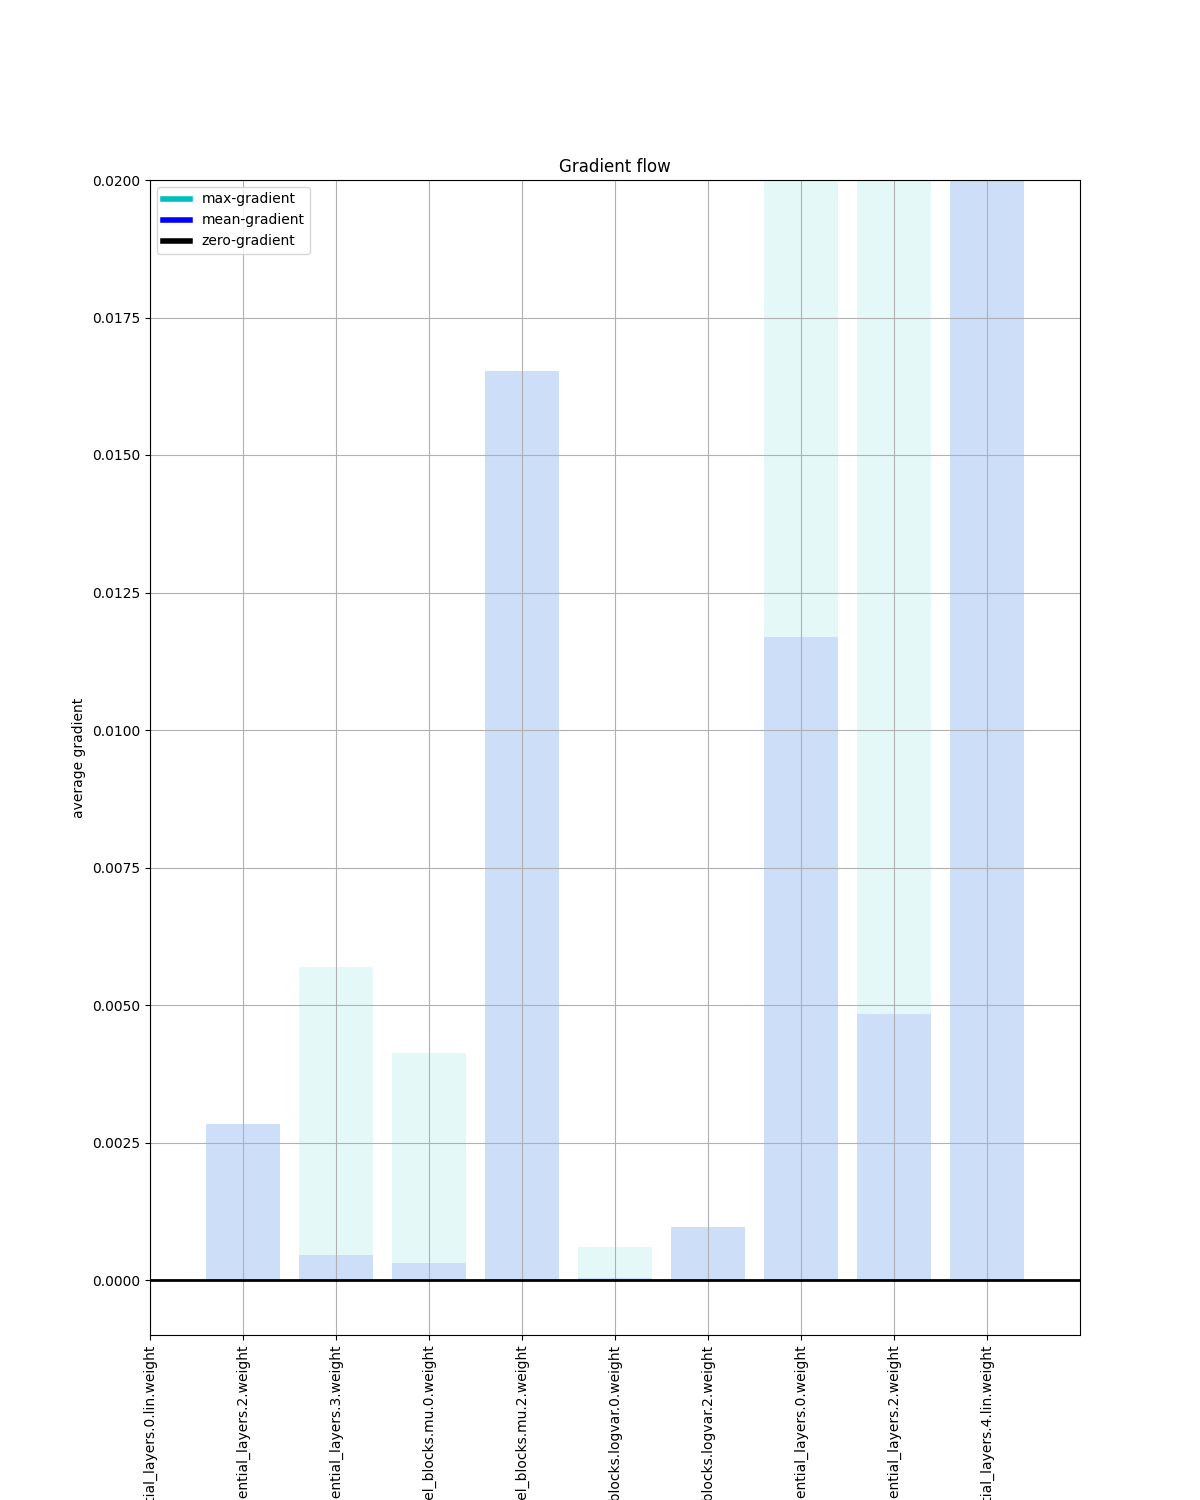 Gradient flow
max-gradient
mean-gradient
zero-gradient
0.0200
0.0175
0.0150
0.0125
0.0100
0.0075
0.0050
0.0025
0.0000
average gradient
tial_layers.0.lin.weight
ential_layers.2.weight
ential_layers.3.weight
el_blocks.mu.0.weight
el_blocks.mu.2.weight
blocks.logvar.0.weight
blocks.logvar.2.weight
ential_layers.0.weight
ential_layers.2.weight
tial_layers.4.lin.weight